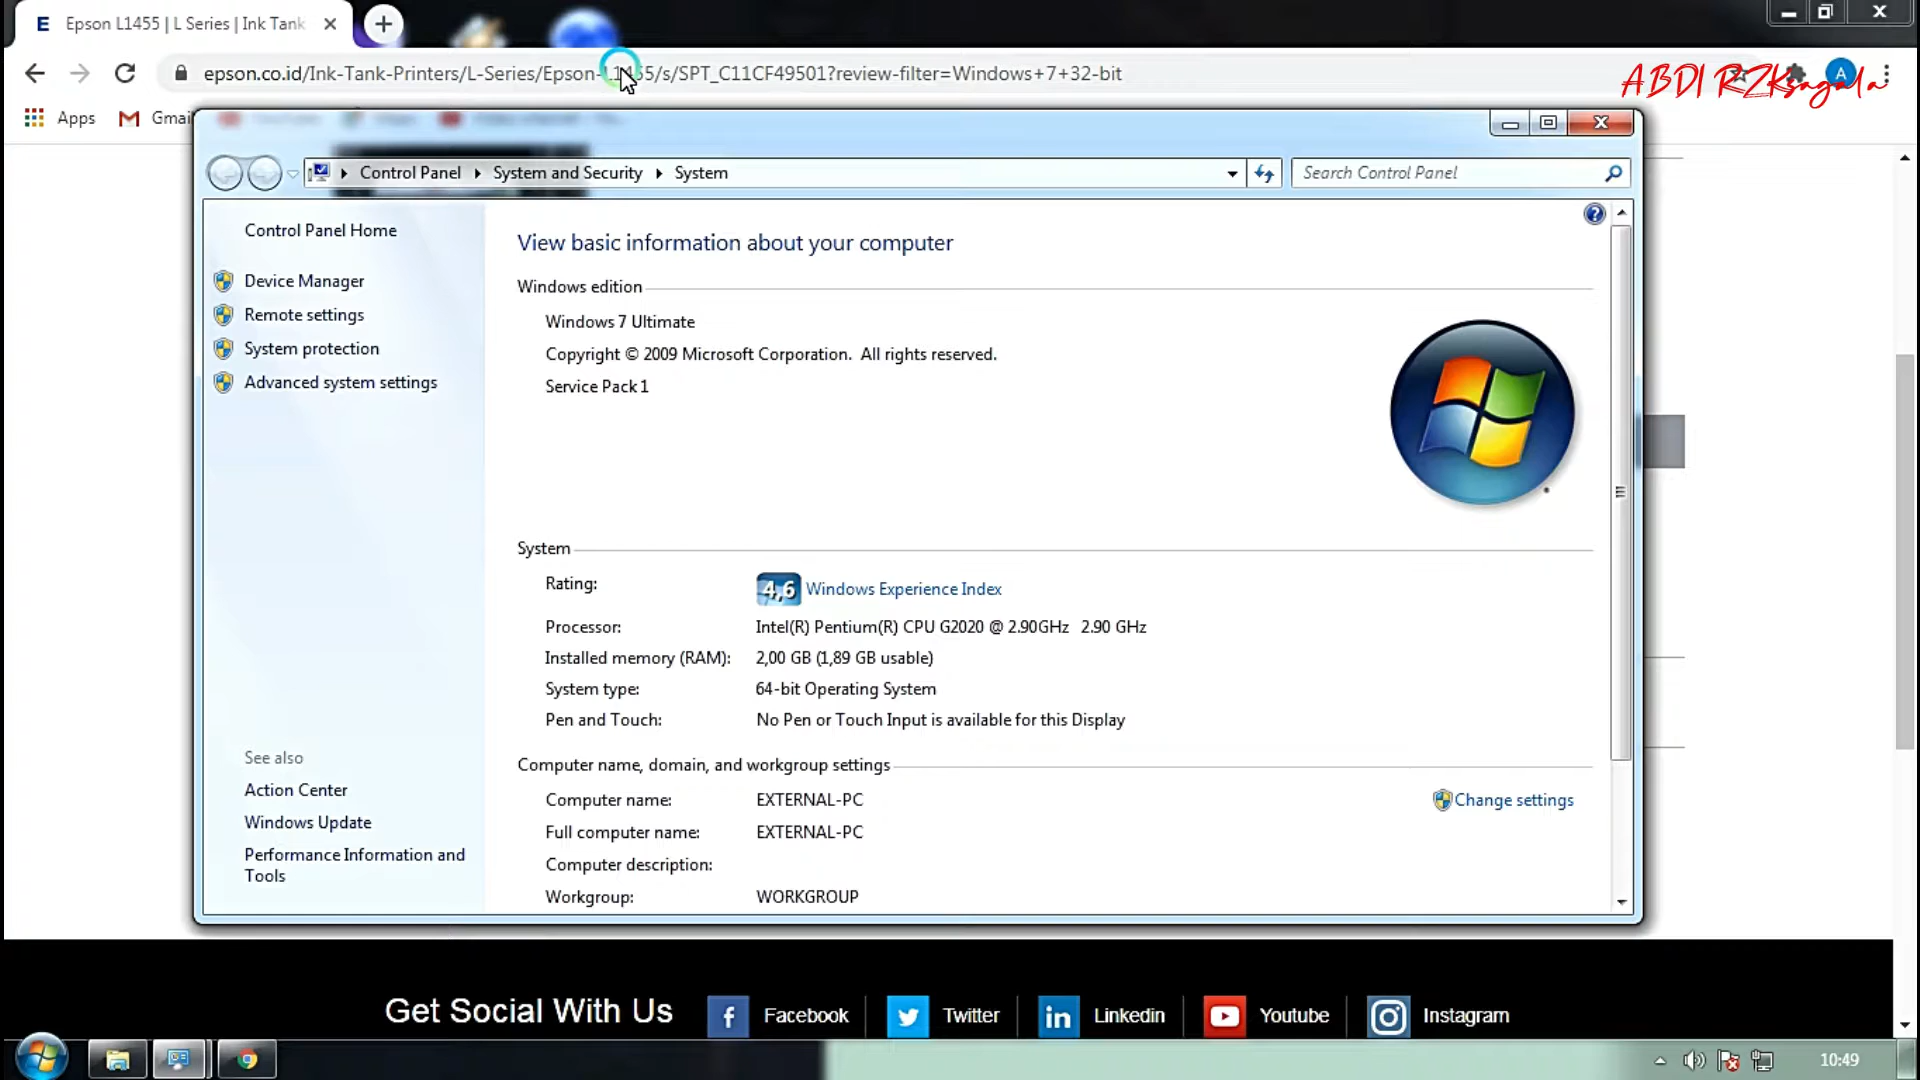 E Epson L1455 | L Series | Ink Tank
epson.co.id/Ink-Tank-Printers/L-Series/Epson-L1455/s/SPT_C11CF49501?review-filter=Windows+7+32-bit
A
ABDI RZKsagala
Apps
Gmai
Control Panel
System and Security
System
Search Control Panel
Control Panel Home
Device Manager
Remote settings
System protection
Advanced system settings
See also
Action Center
Windows Update
Performance Information and
Tools
View basic information about your computer
Windows edition
Windows 7 Ultimate
Copyright © 2009 Microsoft Corporation. All rights reserved.
Service Pack 1
System
Rating: 4,6 Windows Experience Index
Processor: Intel(R) Pentium(R) CPU G2020 @ 2.90GHz 2.90 GHz
Installed memory (RAM): 2,00 GB (1,89 GB usable)
System type: 64-bit Operating System
Pen and Touch: No Pen or Touch Input is available for this Display
Computer name, domain, and workgroup settings
Computer name: EXTERNAL-PC Change settings
Full computer name: EXTERNAL-PC
Computer description:
Workgroup: WORKGROUP
Get Social With Us Facebook Twitter Linkedin Youtube Instagram
10:49